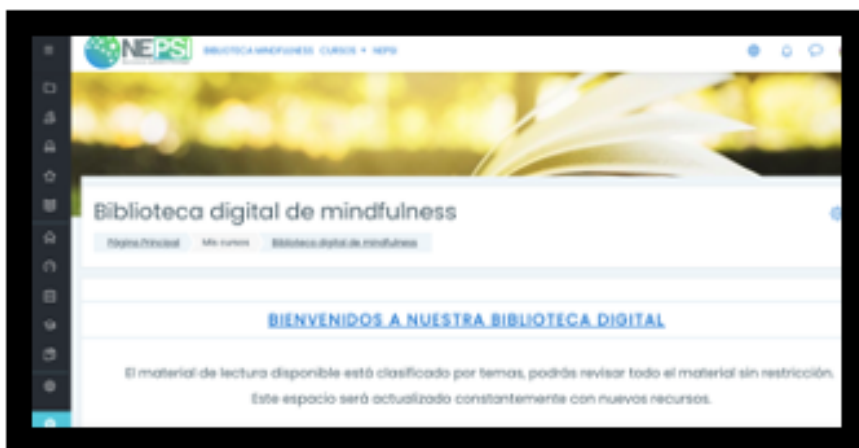 NEPSI
BIBLIOTECA MINDFULNESS CURSOS NEPSI
Biblioteca digital de mindfulness
Página Principal Mis cursos Biblioteca digital de mindfulness
BIENVENIDOS A NUESTRA BIBLIOTECA DIGITAL
El material de lectura disponible está clasificado por temas, podrás revisar todo el material sin restricción.
Este espacio será actualizado constantemente con nuevos recursos.